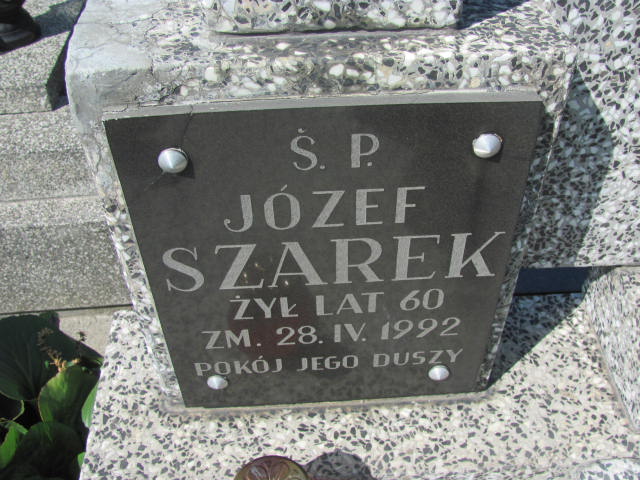 Ś. P.
JÓZEF
SZAREK
ŻYŁ LAT 60
ZM. 28. IV. 1992
POKÓJ JEGO DUSZY